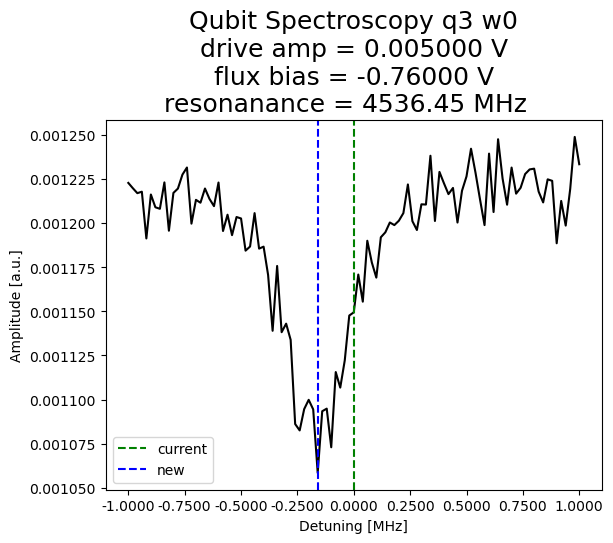 Qubit Spectroscopy q3 w0
drive amp = 0.005000 V
flux bias = -0.76000 V
resonanance = 4536.45 MHz
0.001250
0.001225
0.001200
0.001175
0.001150
0.001125
0.001100
0.001075
0.001050
Amplitude [a.u.]
current
new
-1.0000 -0.7500 -0.5000 -0.2500 0.0000 0.2500 0.5000 0.7500 1.0000
Detuning [MHz]